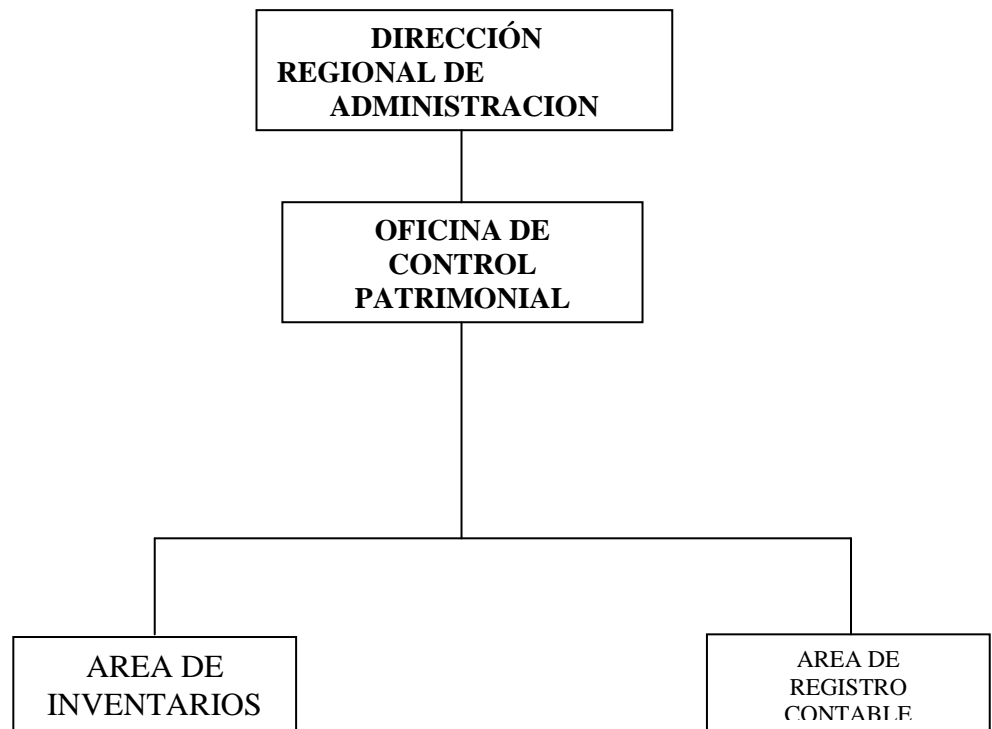 DIRECCIÓN
REGIONAL DE
ADMINISTRACION
OFICINA DE
CONTROL
PATRIMONIAL
AREA DE
INVENTARIOS
AREA DE
REGISTRO
CONTABLE